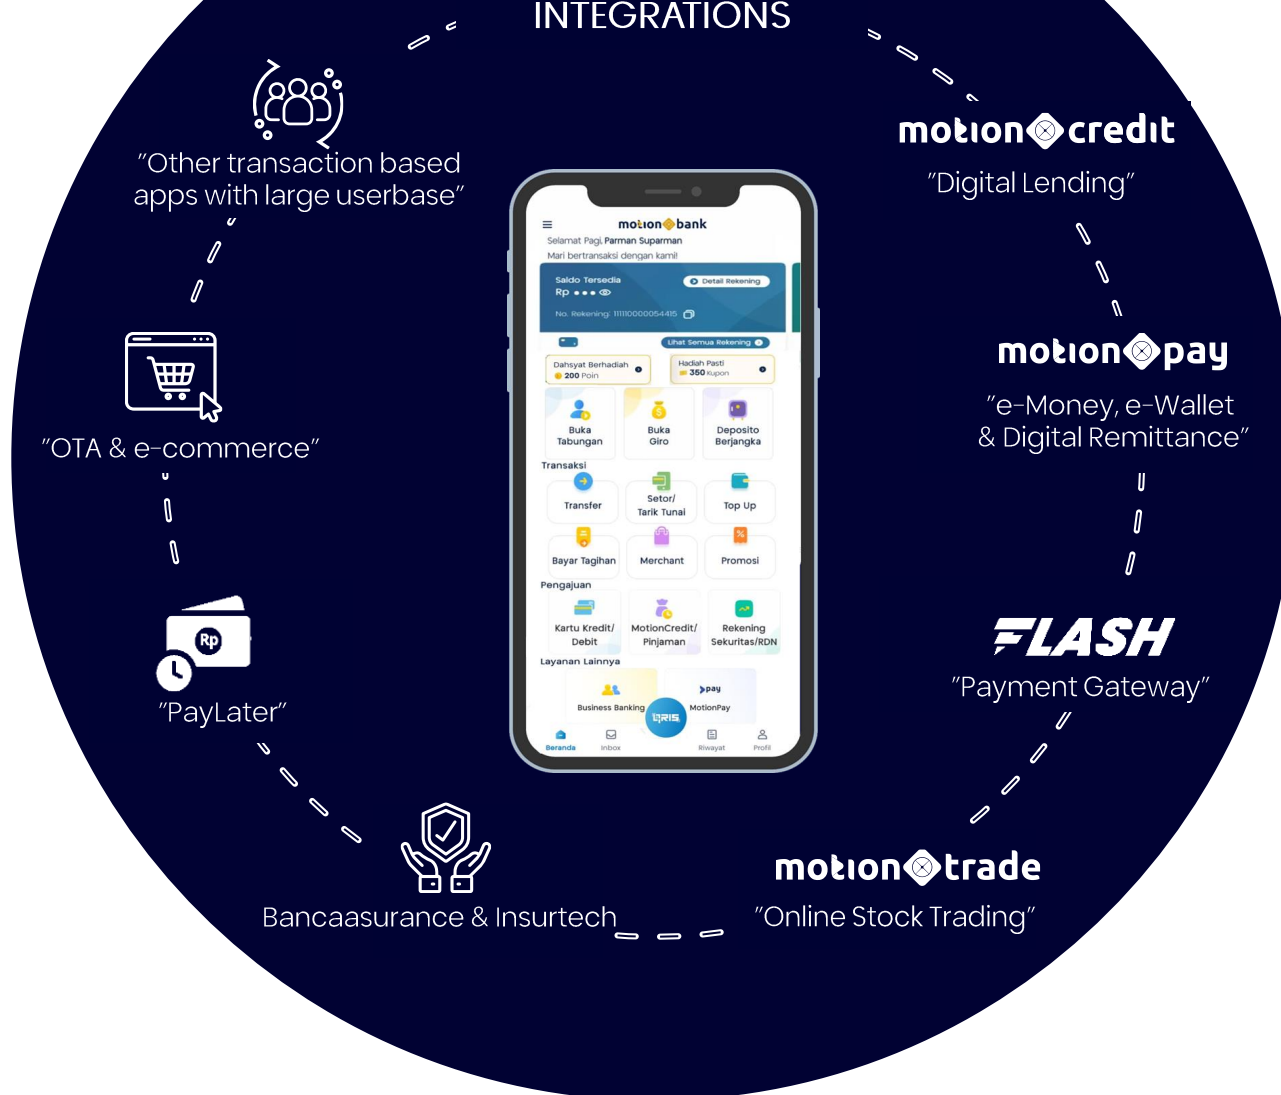 INTEGRATIONS
"Other transaction based
apps with large userbase"
motion credit
"Digital Lending"
motion bank
Selamat Pagi, Parman Suparman
Mari bertransaksi dengan kami!
Saldo Tersedia
Detail Rekening
Rp •••
No. Rekening: 111110000054415
Lihat Semua Rekening
Dahsyat Berhadiah
200 Poin
Hadiah Pasti
350 Kupon
Buka
Tabungan
Buka
Giro
Deposito
Berjangka
Transaksi
Transfer
Setor/
Tarik Tunai
Top Up
Bayar Tagihan
Merchant
%
Promosi
Pengajuan
Kartu Kredit/
Debit
MotionCredit/
Pinjaman
Rekening
Sekuritas/RDN
Layanan Lainnya
Business Banking
pay
MotionPay
QRIS
Beranda
Inbox
Riwayat
Profil
motion pay
"e-Money, e-Wallet
& Digital Remittance"
"OTA & e-commerce"
FLASH
"Payment Gateway"
Rp
"PayLater"
motion trade
"Online Stock Trading"
Bancaasurance & Insurtech